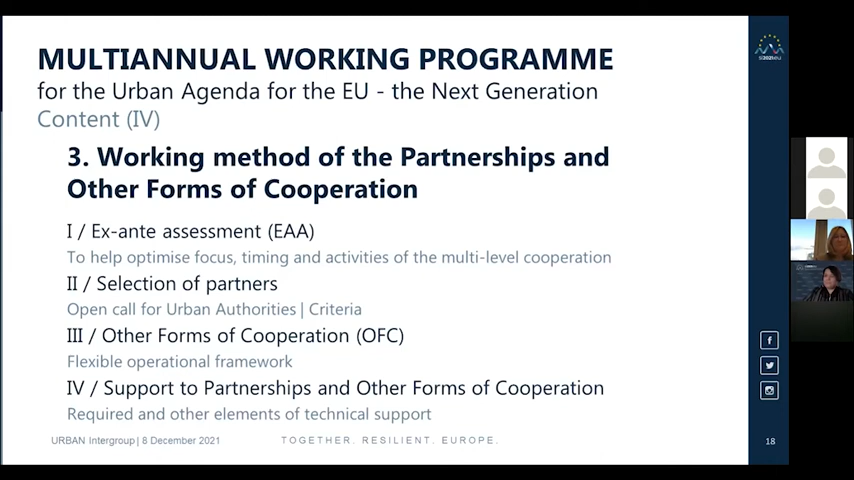 MULTIANNUAL WORKING PROGRAMME
for the Urban Agenda for the EU - the Next Generation
Content (IV)
3. Working method of the Partnerships and
Other Forms of Cooperation
I / Ex-ante assessment (EAA)
To help optimise focus, timing and activities of the multi-level cooperation
II / Selection of partners
Open call for Urban Authorities | Criteria
III / Other Forms of Cooperation (OFC)
Flexible operational framework
IV / Support to Partnerships and Other Forms of Cooperation
Required and other elements of technical support
URBAN Intergroup | 8 December 2021
TOGETHER. RESILIENT. EUROPE.
18
si2021.eu